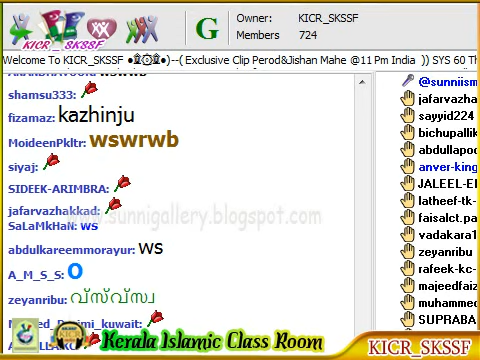 Owner: KICR_SKSSF
Members 724
G
KICR_SKSSF
Welcome To KICR_SKSSF ●۩۞۩●)--( Exclusive Clip Perod&Jishan Mahe @11 Pm India )) SYS 60 Th
shamsu333:
fizamaz: kazhinju
MoideenPkltr: wswrwb
siyaj:
SIDEEK-ARIMBRA:
jafarvazhakkad:
www.sunnigallery.blogspot.com
SaLaMkHaN: ws
abdulkareemmorayur: ws
A_M_S_S: O
zeyanribu: വ്സ്വ്സ്വ
@sunniism
jafarvazha
sayyid224
bichupallik
abdullapoo
anver-king
JALEEL-EI
latheef-tk-
faisalct.pa
vadakara1
zeyanribu
rafeek-kc-
majeedfaiz
muhammed
SUPRABA
Kerala Islamic Class Room
KICR_SKSSF